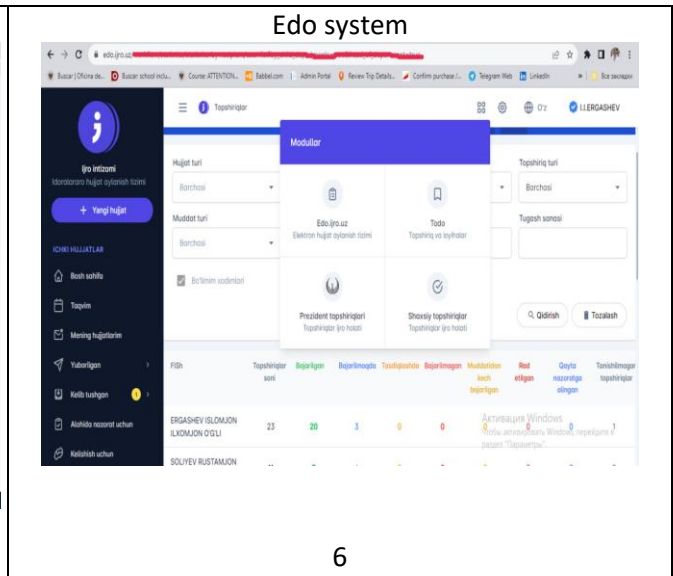 Edo system
edo.ijro.uz
Buscar | Oficina de...
Buscar school inclu...
Course: ATTENTION...
Babbel.com
Admin Portal
Review Trip Details...
Confirm purchase /...
Telegram Web
LinkedIn
»
Все закладки
Topshiriqlar
O'z
I.I.ERGASHEV
Ijro intizomi
Idoralararo hujjat aylanish tizimi
+ Yangi hujjat
ICHKI HUJJATLAR
Bosh sahifa
Taqvim
Mening hujjatlarim
Yuborilgan
Kelib tushgan 1
Alohida nazorat uchun
Kelishish uchun
Hujjat turi
Barchasi
Muddat turi
Barchasi
Bo'limim xodimlari
Modullar
Edo.ijro.uz
Elektron hujjat aylanish tizimi
Tado
Topshiriq va loyihalar
Prezident topshiriqlari
Topshiriqlar ijro holati
Shaxsiy topshiriqlar
Topshiriqlar ijro holati
Topshiriq turi
Barchasi
Tugash sanasi
Qidirish
Tozalash
FISh
Topshiriqlar soni
Bajarilgan
Bajarilmoqda
Tasdiqlashda
Bajarilmagan
Muddatidan kech bajarilgan
Rad etilgan
Qayta nazoratga olingan
Tanishilmagan topshiriqlar
ERGASHEV ISLOMJON
ILXOMJON O'G'LI
23 20 3 0 0 0 0 0 1
Активация Windows
Чтобы активировать Windows, перейдите в
раздел "Параметры".
SOLIYEV RUSTAMJON
6